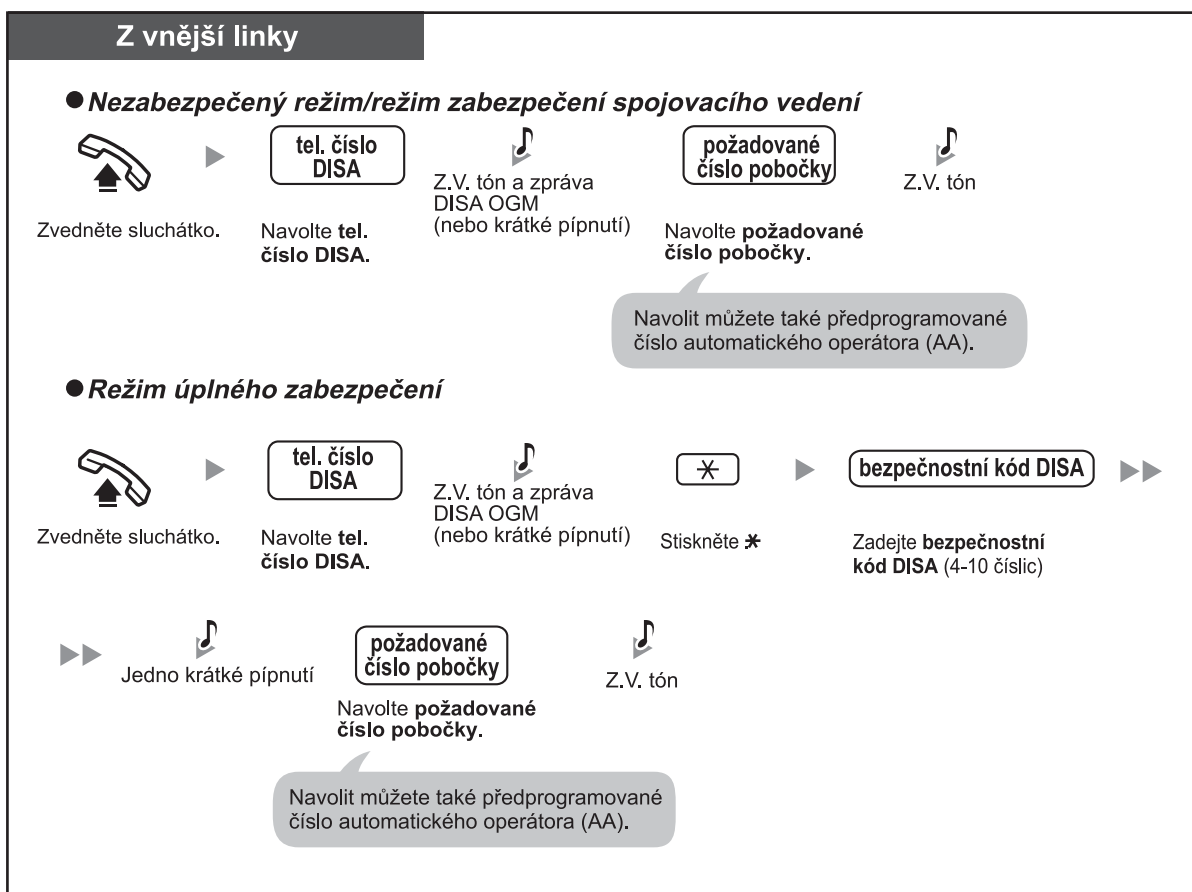 Z vnější linky
● Nezabezpečený režim/režim zabezpečení spojovacího vedení
tel. číslo
DISA
požadované
číslo pobočky
Zvedněte sluchátko.
Navolte tel.
číslo DISA.
Z.V. tón a zpráva
DISA OGM
(nebo krátké pípnutí)
Navolte požadované
číslo pobočky.
Z.V. tón
Navolit můžete také předprogramované
číslo automatického operátora (AA).
● Režim úplného zabezpečení
tel. číslo
DISA
bezpečnostní kód DISA
Zvedněte sluchátko.
Navolte tel.
číslo DISA.
Z.V. tón a zpráva
DISA OGM
(nebo krátké pípnutí)
Stiskněte *
Zadejte bezpečnostní
kód DISA (4-10 číslic)
Jedno krátké pípnutí
požadované
číslo pobočky
Navolte požadované
číslo pobočky.
Z.V. tón
Navolit můžete také předprogramované
číslo automatického operátora (AA).